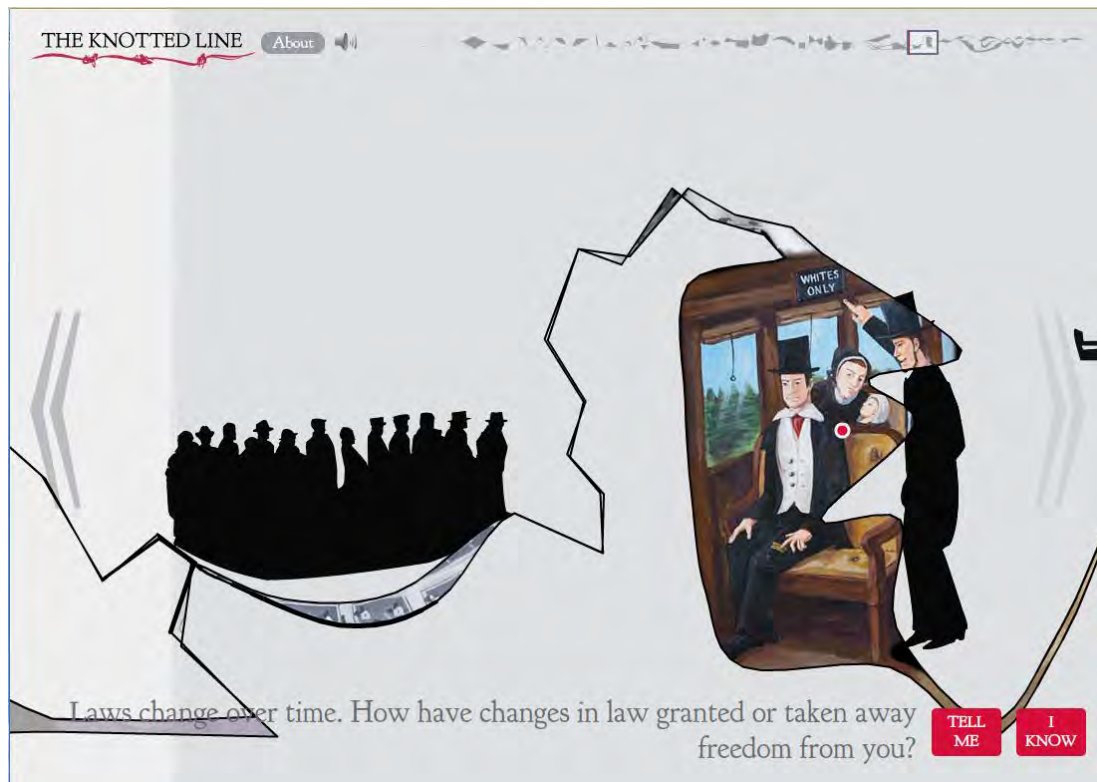 THE KNOTTED LINE
About
WHITES
ONLY
Laws change over time. How have changes in law granted or taken away
freedom from you?
TELL
ME
I
KNOW